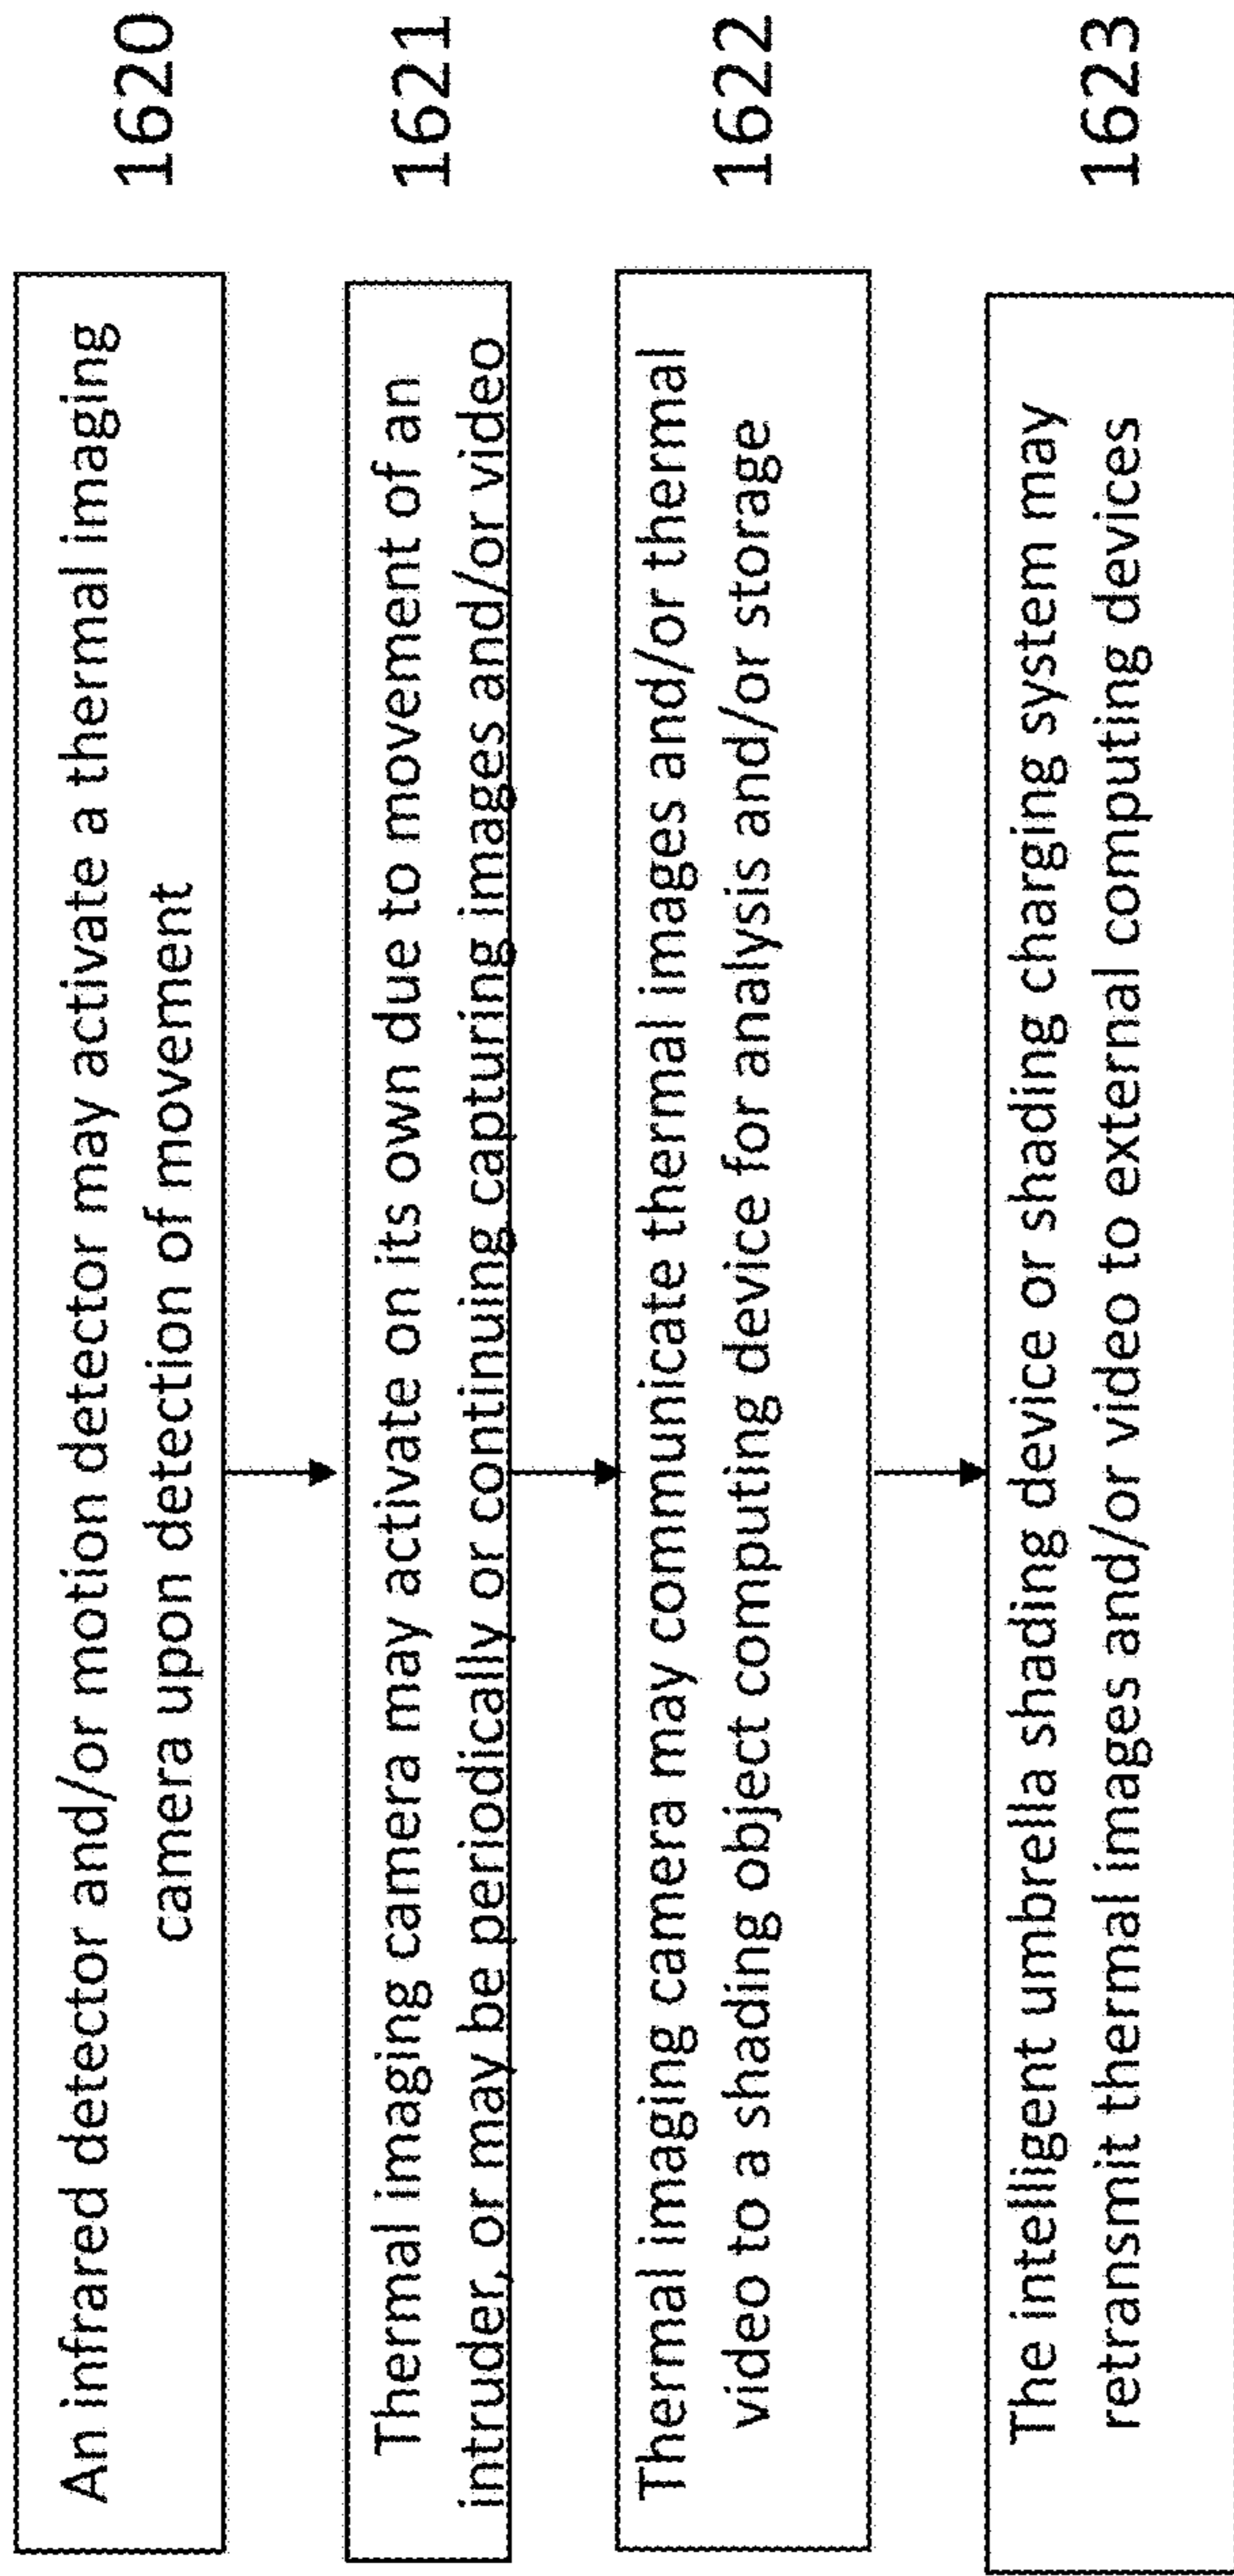 An infrared detector and/or motion detector may activate a thermal imaging
camera upon detection of movement
1620
Thermal imaging camera may activate on its own due to movement of an
intruder, or may be periodically or continuing capturing images and/or video
1621
Thermal imaging camera may communicate thermal images and/or thermal
video to a shading object computing device for analysis and/or storage
1622
The intelligent umbrella shading device or shading charging system may
retransmit thermal images and/or video to external computing devices
1623